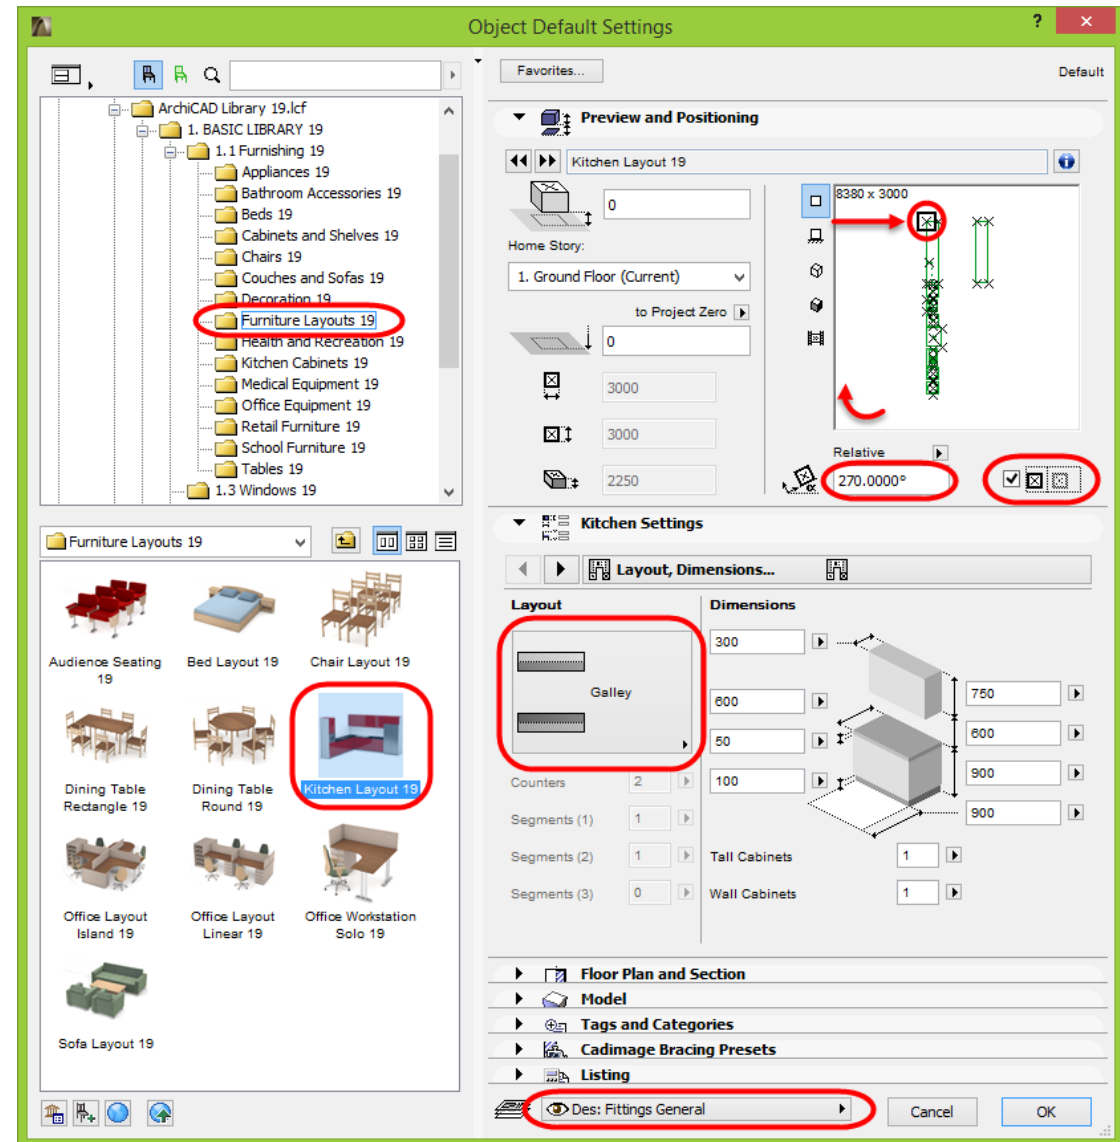 Object Default Settings
?
×
Favorites...
Default
ArchiCAD Library 19.lcf
1. BASIC LIBRARY 19
1.1 Furnishing 19
Appliances 19
Bathroom Accessories 19
Beds 19
Cabinets and Shelves 19
Chairs 19
Couches and Sofas 19
Decoration 19
Furniture Layouts 19
Health and Recreation 19
Kitchen Cabinets 19
Medical Equipment 19
Office Equipment 19
Retail Furniture 19
School Furniture 19
Tables 19
1.3 Windows 19
Furniture Layouts 19
Audience Seating
19
Bed Layout 19
Chair Layout 19
Dining Table
Rectangle 19
Dining Table
Round 19
Kitchen Layout 19
Office Layout
Island 19
Office Layout
Linear 19
Office Workstation
Solo 19
Sofa Layout 19
Preview and Positioning
Kitchen Layout 19
0
Home Story:
1. Ground Floor (Current)
to Project Zero
0
3000
3000
2250
8380 x 3000
Relative
α
270.0000°
Kitchen Settings
Layout, Dimensions...
Layout
Galley
Counters 2
Segments (1) 1
Segments (2) 1
Segments (3) 0
Dimensions
300
600
50
100
750
600
900
900
Tall Cabinets 1
Wall Cabinets 1
Floor Plan and Section
Model
Tags and Categories
Cadimage Bracing Presets
Listing
Des: Fittings General
Cancel
OK